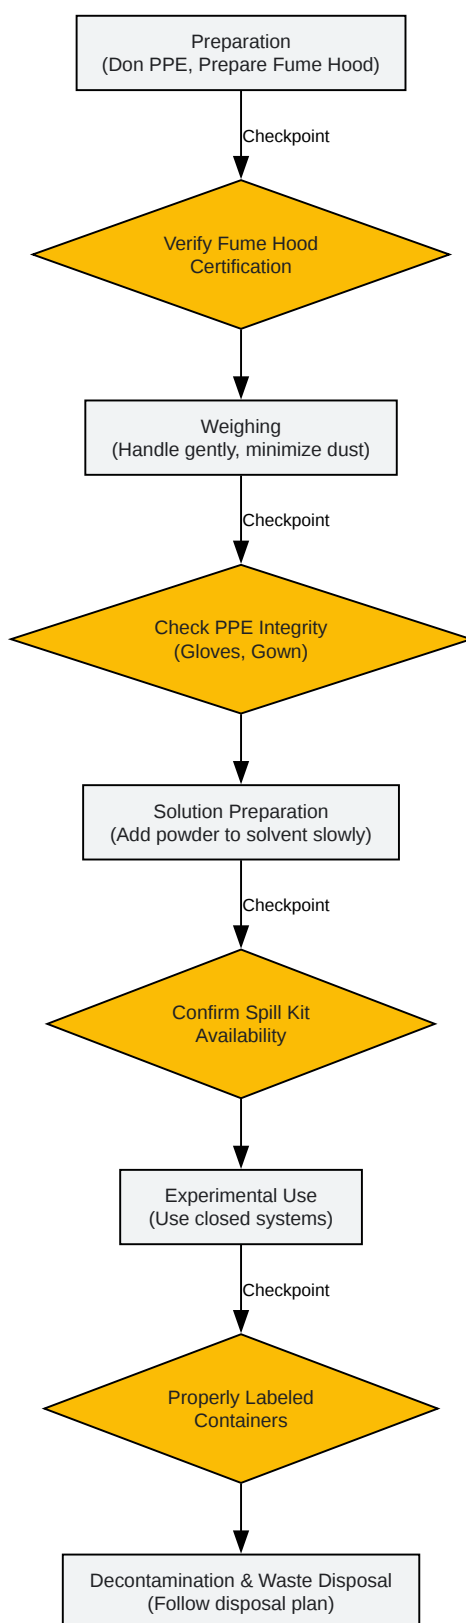 Preparation
(Don PPE, Prepare Fume Hood)
Checkpoint
Verify Fume Hood
Certification
Weighing
(Handle gently, minimize dust)
Checkpoint
Check PPE Integrity
(Gloves, Gown)
Solution Preparation
(Add powder to solvent slowly)
Checkpoint
Confirm Spill Kit
Availability
Experimental Use
(Use closed systems)
Checkpoint
Properly Labeled
Containers
Decontamination & Waste Disposal
(Follow disposal plan)